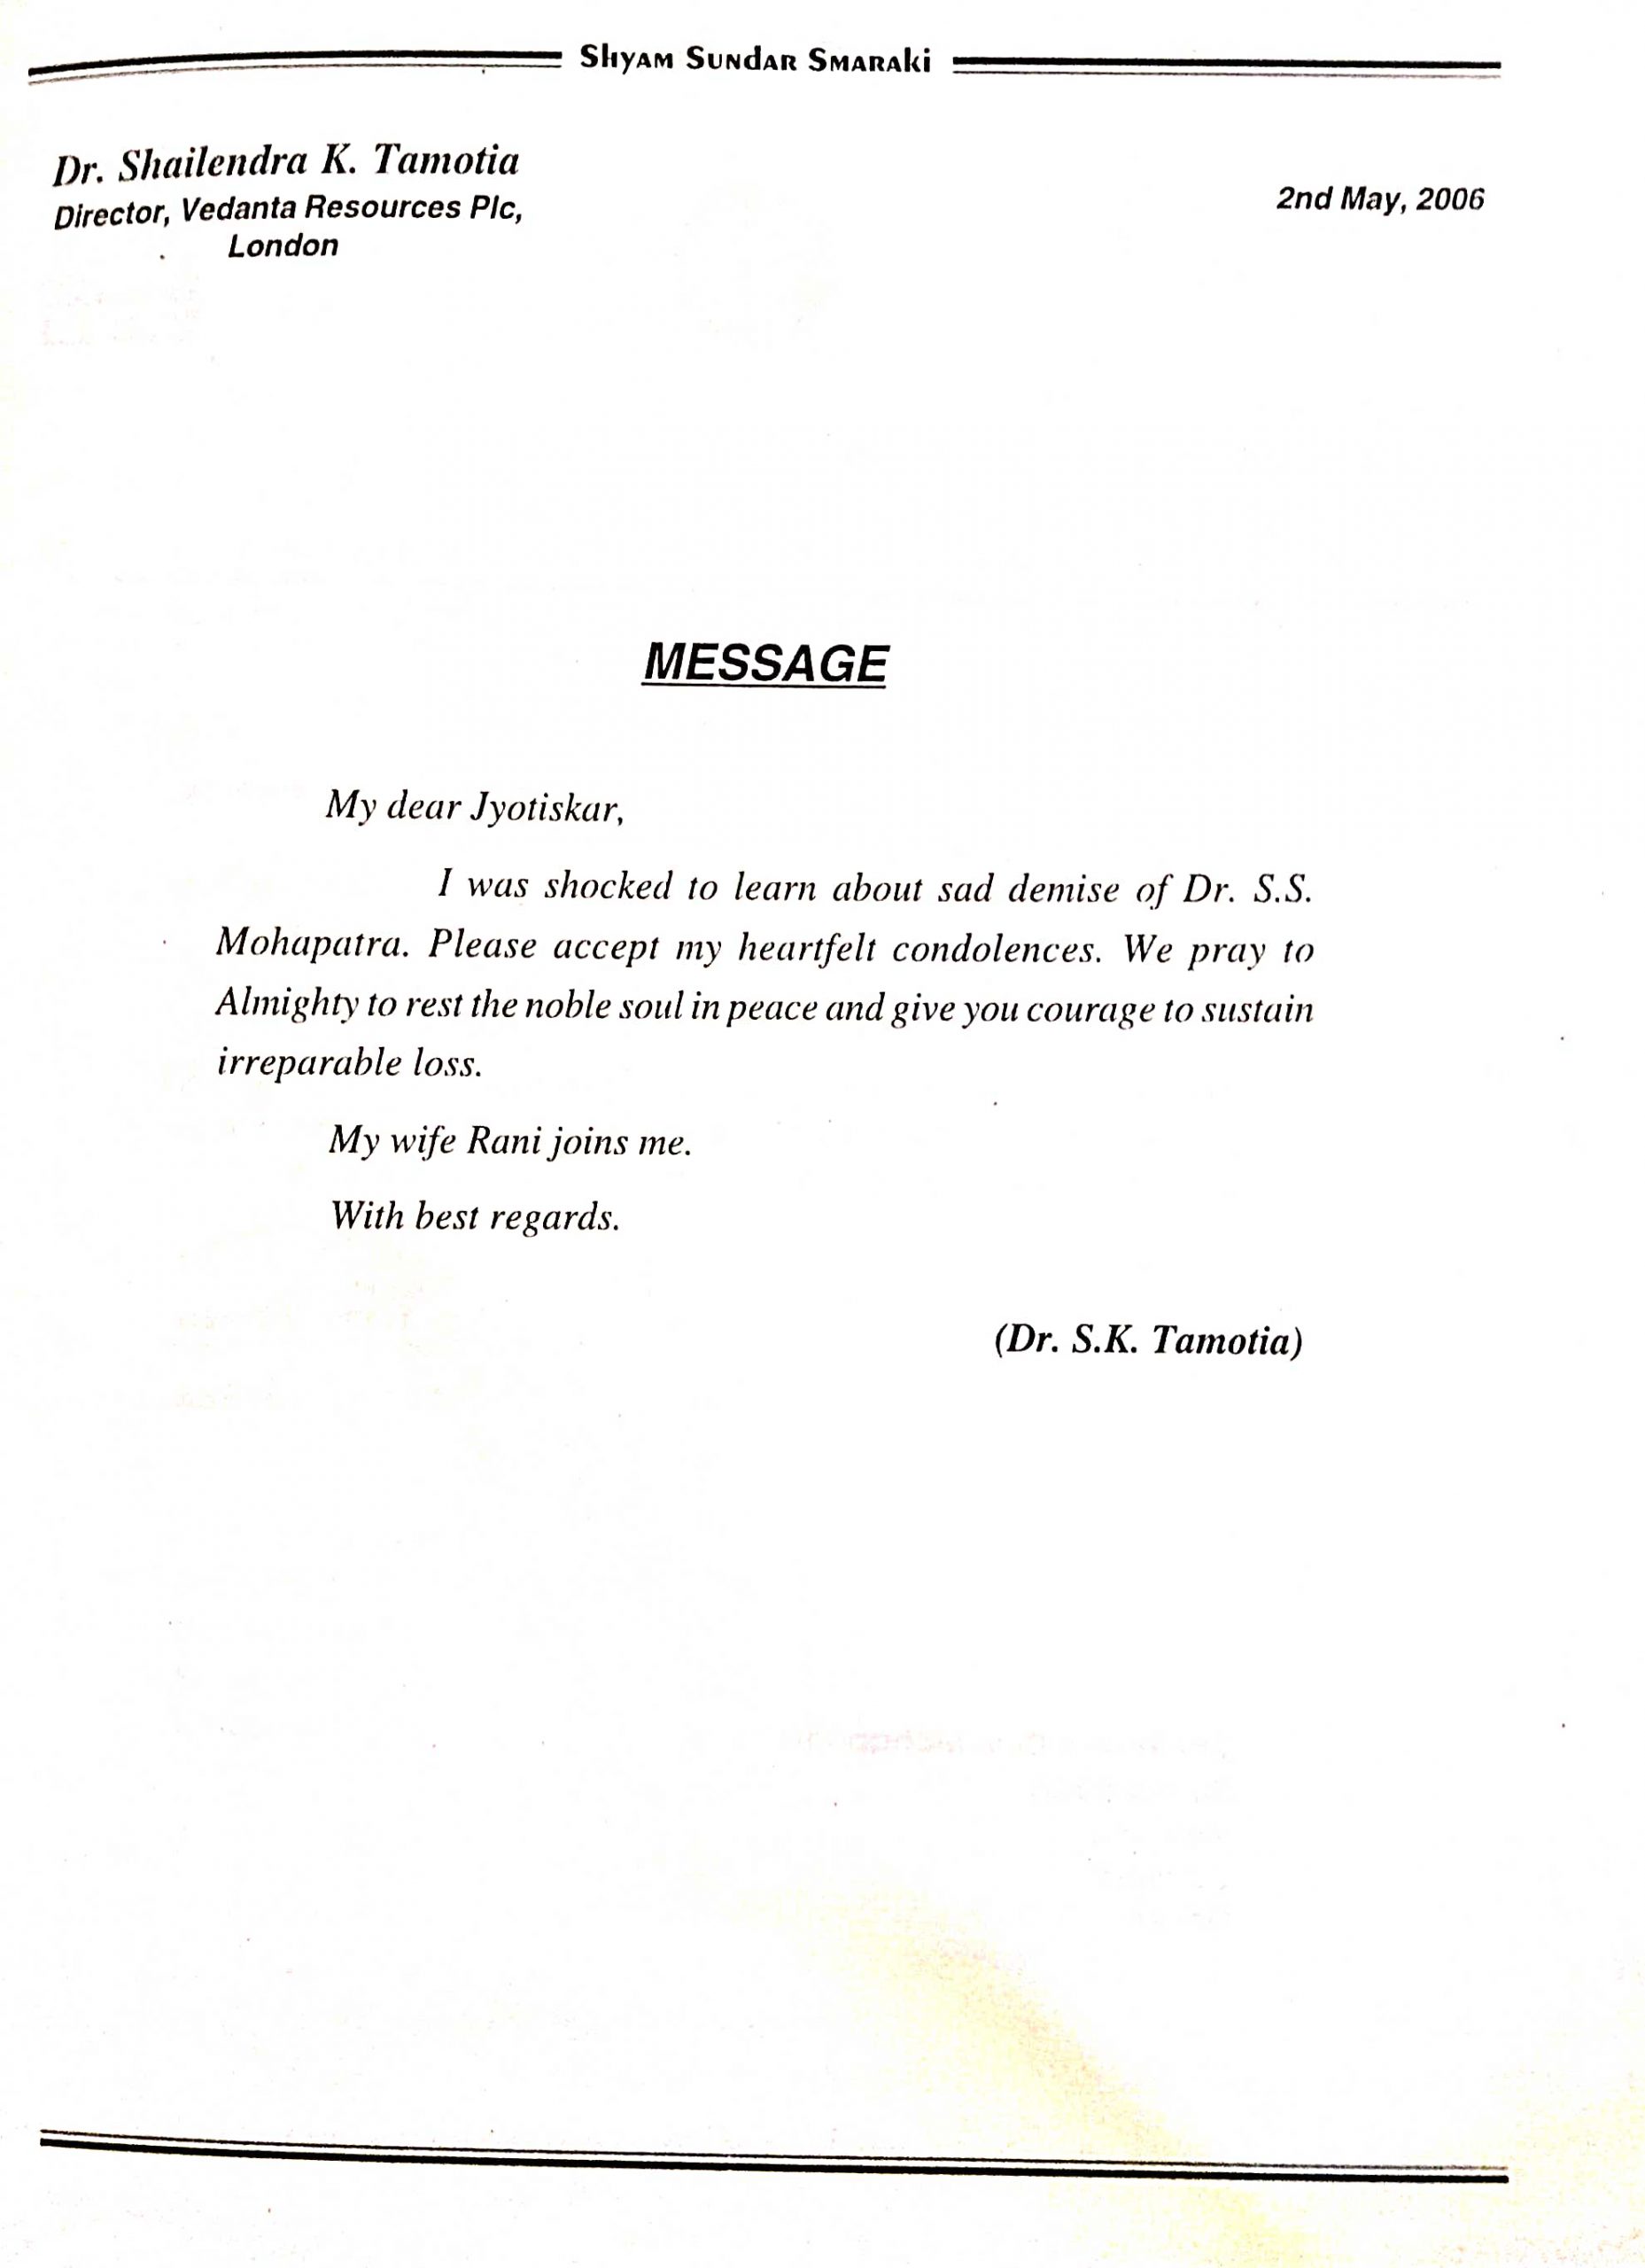 Shyam Sundar Smaraki
Dr. Shailendra K. Tamotia
Director, Vedanta Resources Plc,
London
2nd May, 2006
MESSAGE
My dear Jyotiskar,
I was shocked to learn about sad demise of Dr. S.S.
Mohapatra. Please accept my heartfelt condolences. We pray to
Almighty to rest the noble soul in peace and give you courage to sustain
irreparable loss.
My wife Rani joins me.
With best regards.
(Dr. S.K. Tamotia)